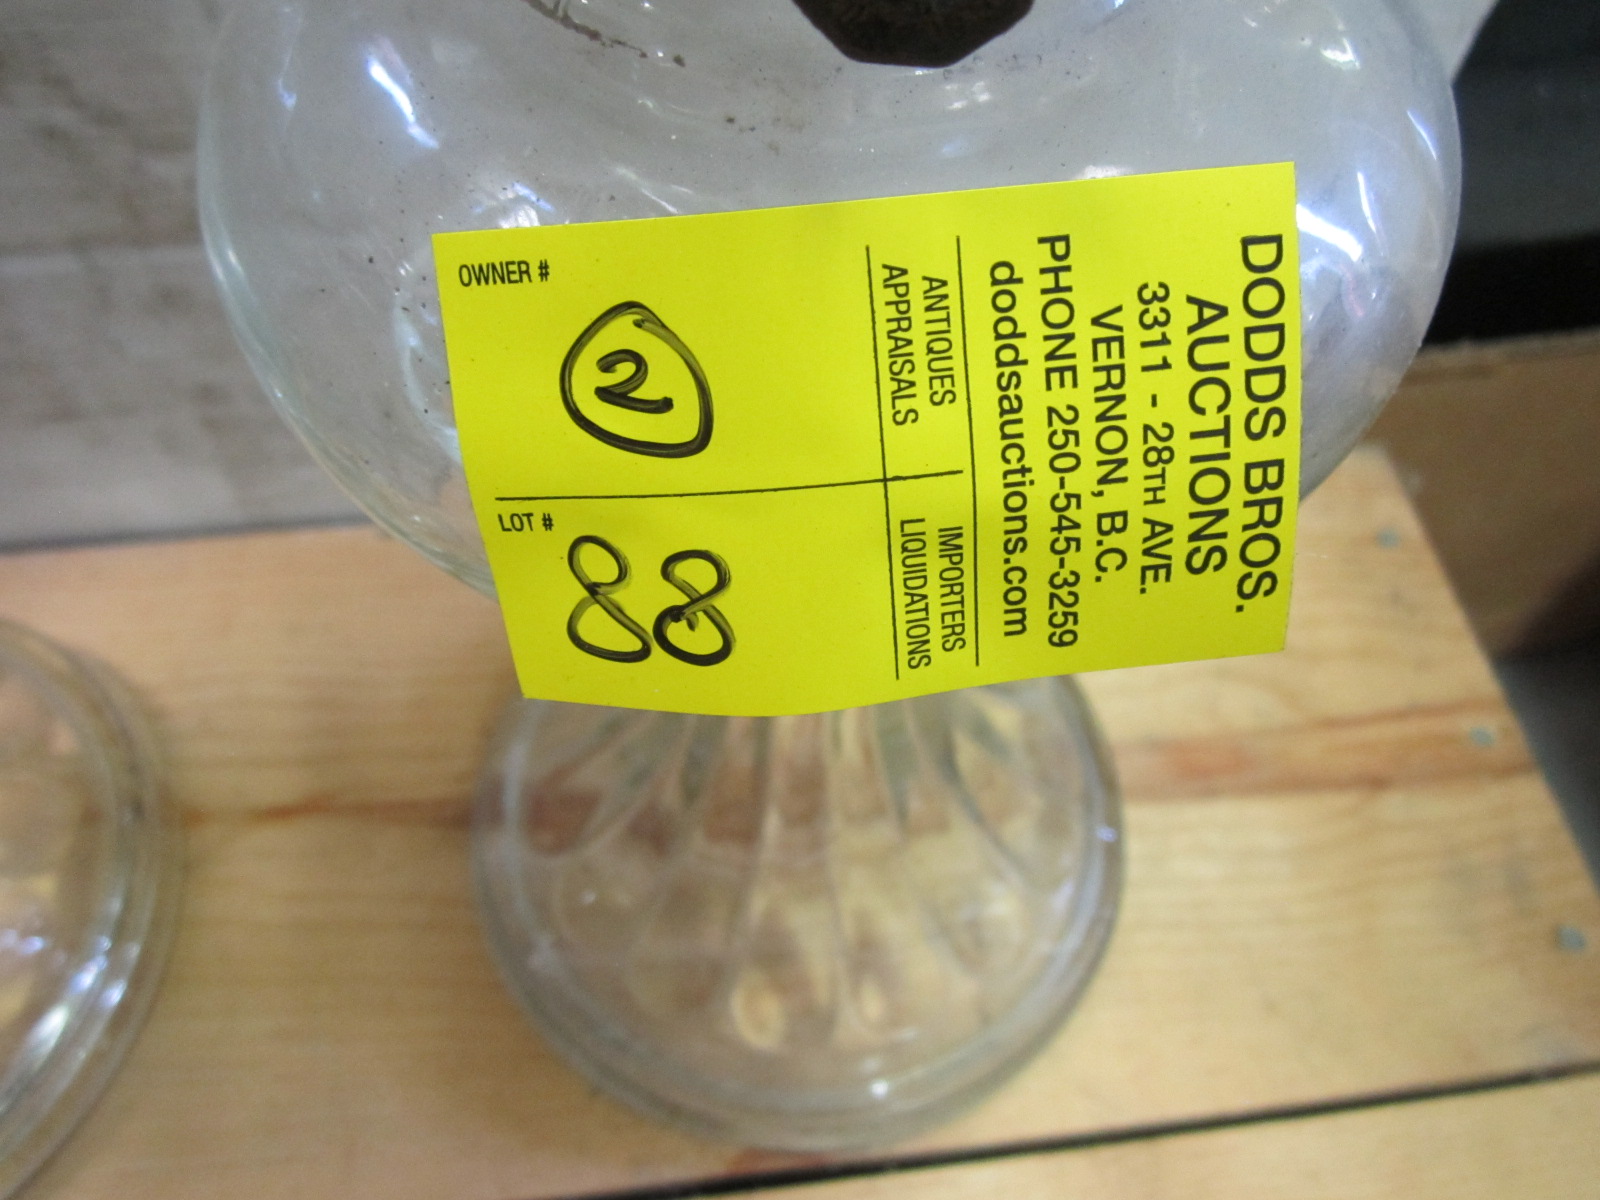 DODDS BROS.
AUCTIONS
3311 - 28TH AVE.
VERNON, B.C.
PHONE 250-545-3259
doddsauctions.com
ANTIQUES
APPRAISALS
IMPORTERS
LIQUIDATIONS
OWNER #
2
LOT #
88